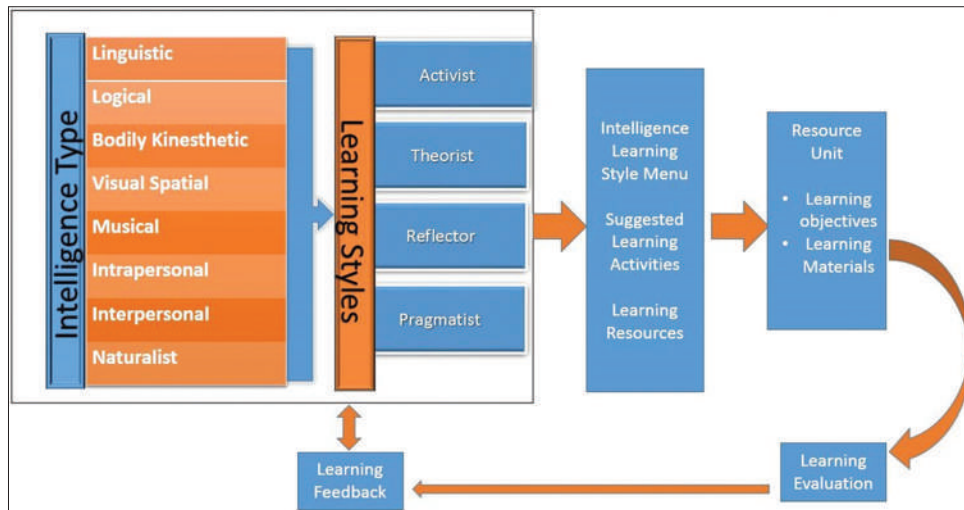 Intelligence Type
Linguistic
Logical
Bodily Kinesthetic
Visual Spatial
Musical
Intrapersonal
Interpersonal
Naturalist
Learning Styles
Activist
Theorist
Reflector
Pragmatist
Intelligence
Learning
Style Menu
Suggested
Learning
Activities
Learning
Resources
Resource
Unit
• Learning
objectives
• Learning
Materials
Learning
Evaluation
Learning
Feedback